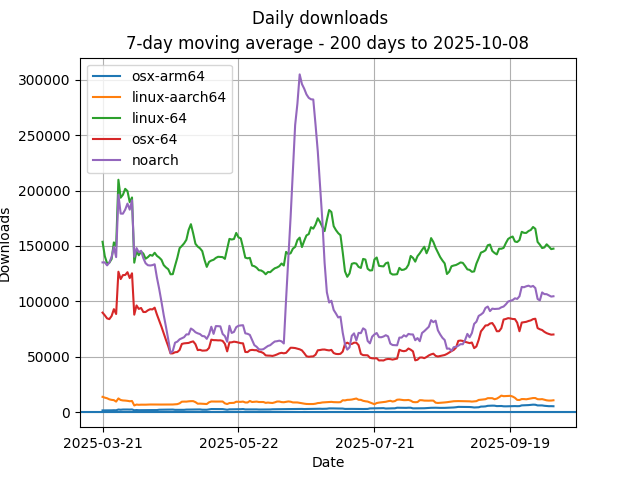 Daily downloads
7-day moving average - 200 days to 2025-10-08
osx-arm64
linux-aarch64
linux-64
osx-64
noarch
300000
250000
200000
150000
100000
50000
0
Downloads
2025-03-21 2025-05-22 2025-07-21 2025-09-19
Date